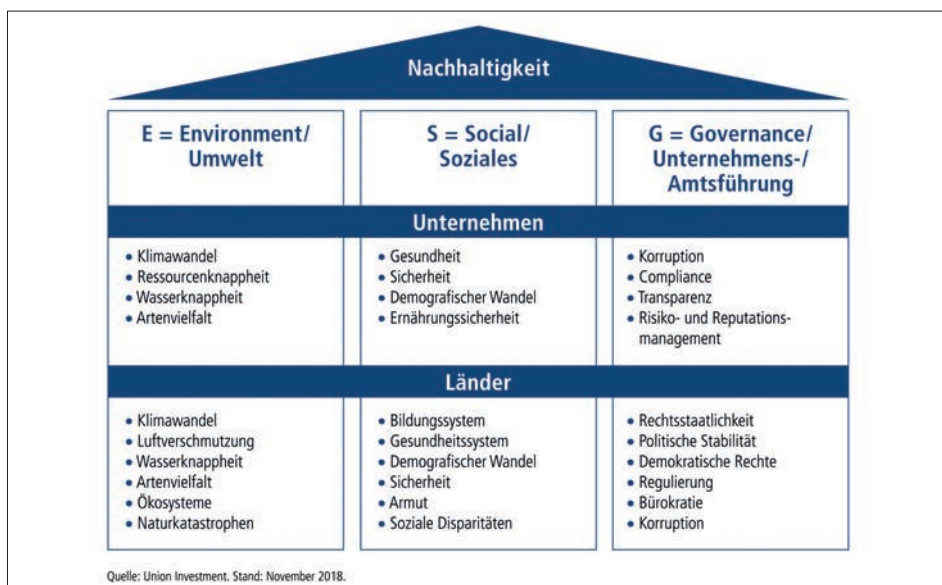 Nachhaltigkeit
E = Environment/
Umwelt
S = Social/
Soziales
G = Governance/
Unternehmens-/
Amtsführung
Unternehmen
• Klimawandel
• Ressourcenknappheit
• Wasserknappheit
• Artenvielfalt
• Gesundheit
• Sicherheit
• Demografischer Wandel
• Ernährungssicherheit
• Korruption
• Compliance
• Transparenz
• Risiko- und Reputations-
management
Länder
• Klimawandel
• Luftverschmutzung
• Wasserknappheit
• Artenvielfalt
• Ökosysteme
• Naturkatastrophen
• Bildungssystem
• Gesundheitssystem
• Demografischer Wandel
• Sicherheit
• Armut
• Soziale Disparitäten
• Rechtsstaatlichkeit
• Politische Stabilität
• Demokratische Rechte
• Regulierung
• Bürokratie
• Korruption
Quelle: Union Investment. Stand: November 2018.